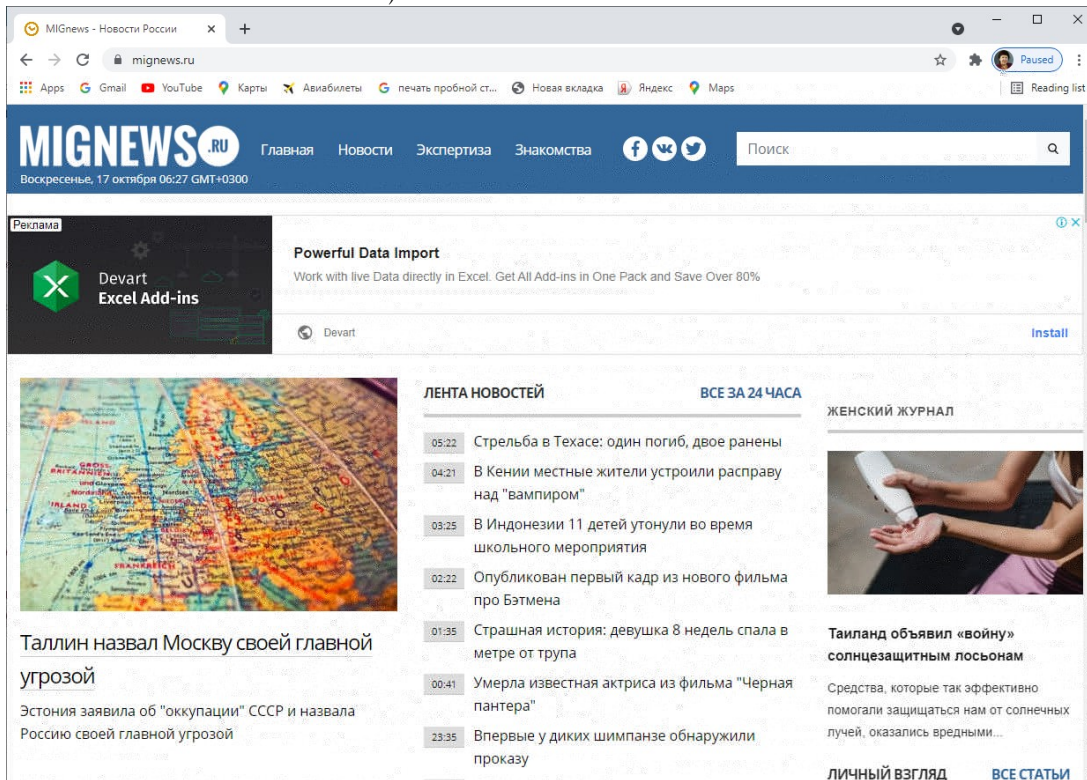 MIGnews - Новости России
mignews.ru
Paused
Apps Gmail YouTube Карты Авиабилеты печать пробной ст... Новая вкладка Яндекс Maps Reading list
MIGNEWS .RU
Главная Новости Экспертиза Знакомства Поиск
Воскресенье, 17 октября 06:27 GMT+0300
Реклама
Devart
Excel Add-ins
Powerful Data Import
Work with live Data directly in Excel. Get All Add-ins in One Pack and Save Over 80%
Devart Install
Таллин назвал Москву своей главной
угрозой
Эстония заявила об "оккупации" СССР и назвала
Россию своей главной угрозой
ЛЕНТА НОВОСТЕЙ ВСЕ ЗА 24 ЧАСА
05:22 Стрельба в Техасе: один погиб, двое ранены
04:21 В Кении местные жители устроили расправу
над "вампиром"
03:25 В Индонезии 11 детей утонули во время
школьного мероприятия
02:22 Опубликован первый кадр из нового фильма
про Бэтмена
01:35 Страшная история: девушка 8 недель спала в
метре от трупа
00:41 Умерла известная актриса из фильма "Черная
пантера"
23:35 Впервые у диких шимпанзе обнаружили
проказу
ЖЕНСКИЙ ЖУРНАЛ
Таиланд объявил «войну»
солнцезащитным лосьонам
Средства, которые так эффективно
помогали защищаться нам от солнечных
лучей, оказались вредными...
ЛИЧНЫЙ ВЗГЛЯД ВСЕ СТАТЬИ